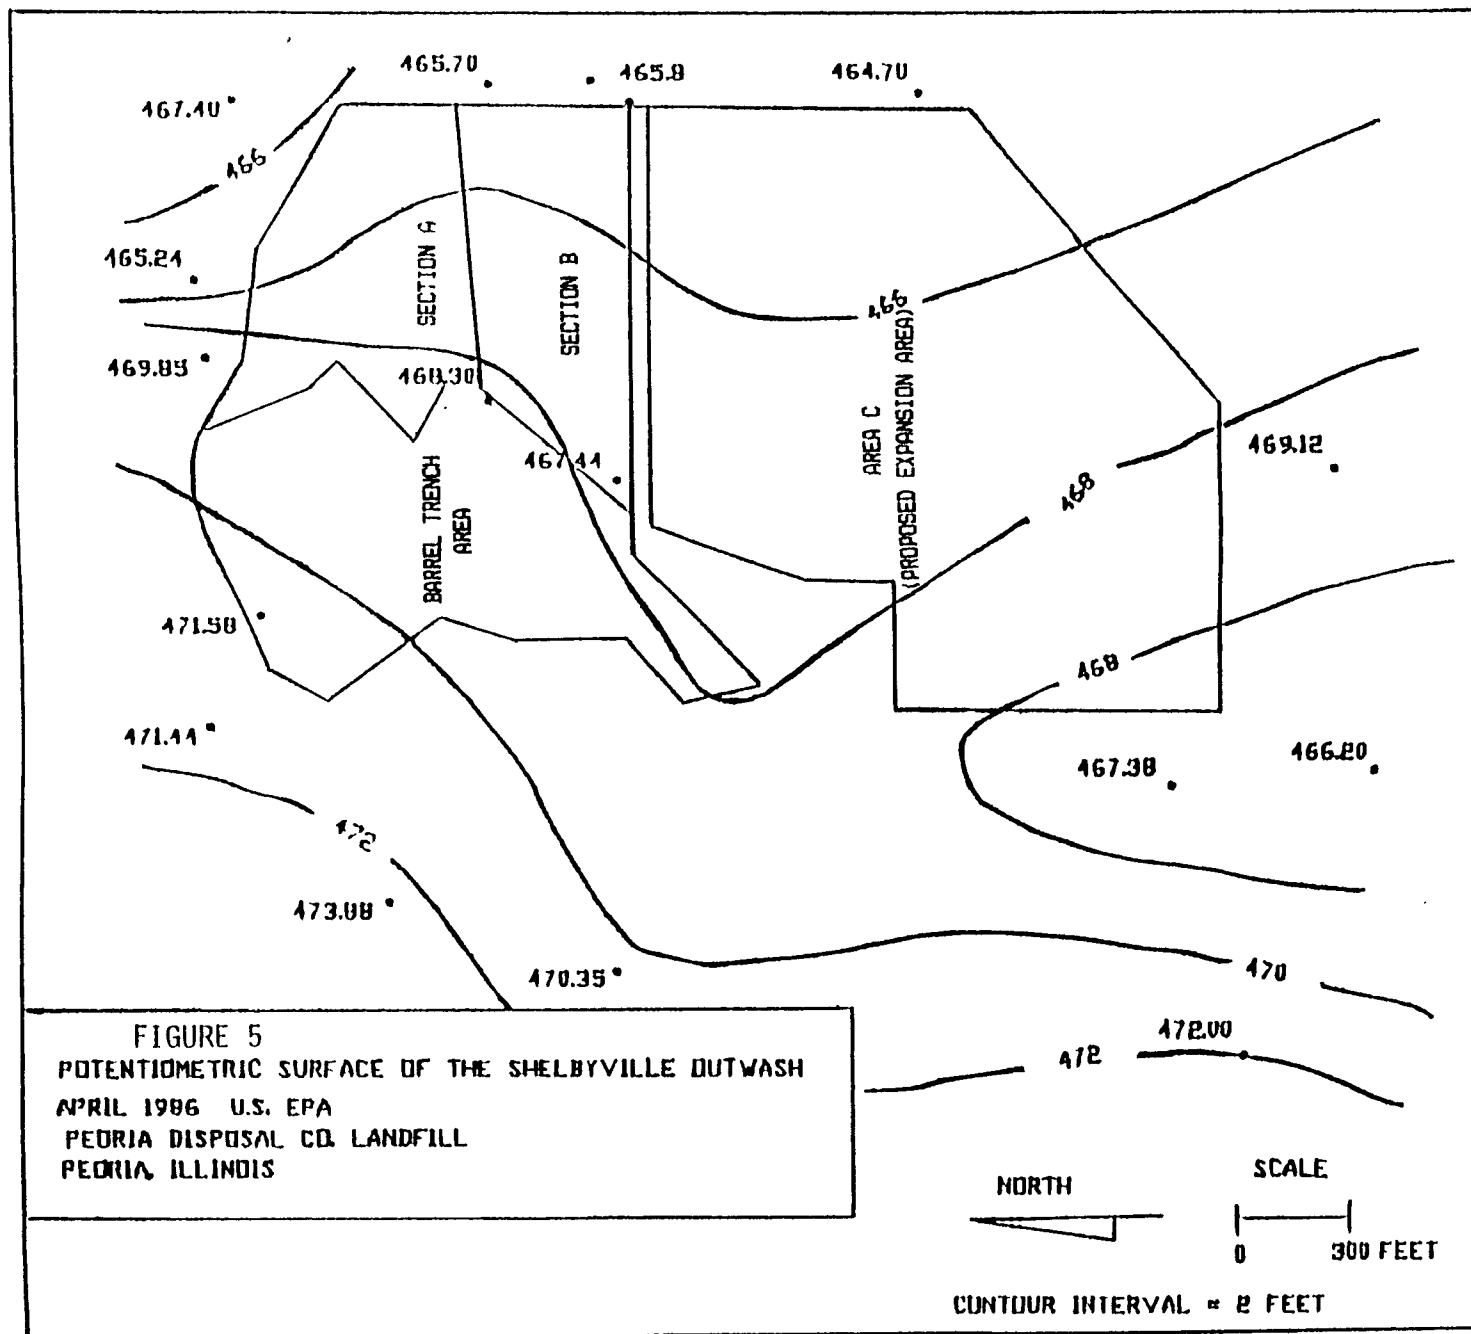 465.70
465.8
464.70
467.40
466
465.24
SECTION A
SECTION B
466
469.85
468.30
AREA C
(PROPOSED EXPANSION AREA)
469.12
467.44
468
BARREL TRENCH
AREA
471.58
468
471.44
467.38
466.20
472
473.88
470.35
470
FIGURE 5
472.00
POTENTIOMETRIC SURFACE OF THE SHELBYVILLE OUTWASH
472
APRIL 1986 U.S. EPA
PEORIA DISPOSAL CO. LANDFILL
PEORIA, ILLINOIS
NORTH
SCALE
0
300 FEET
CONTOUR INTERVAL = 2 FEET